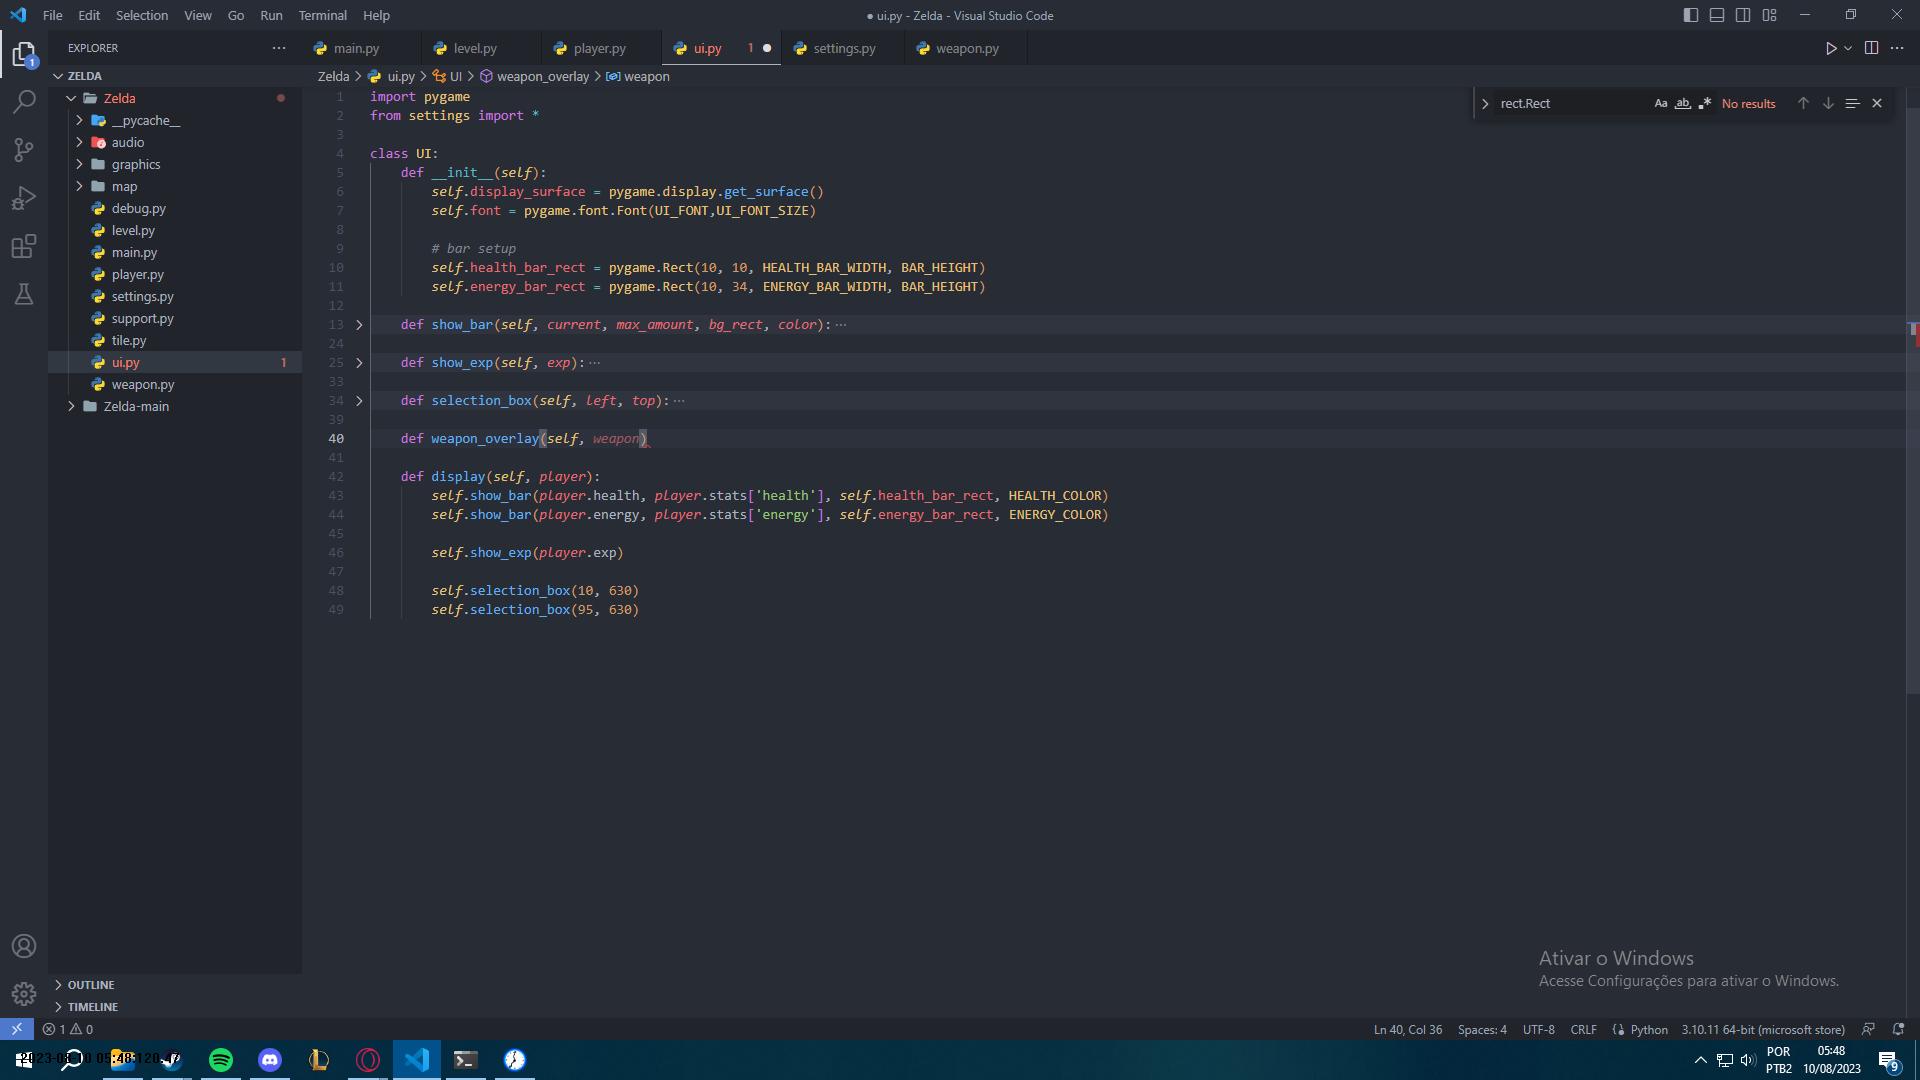 File Edit Selection View Go Run Terminal Help
● ui.py - Zelda - Visual Studio Code
EXPLORER
main.py
level.py
player.py
ui.py 1
settings.py
weapon.py
ZELDA
Zelda
__pycache__
audio
graphics
map
debug.py
level.py
main.py
player.py
settings.py
support.py
tile.py
ui.py 1
weapon.py
Zelda-main
OUTLINE
TIMELINE
1
Zelda > ui.py > UI > weapon_overlay > weapon
rect.Rect Aa ab .* No results
1 import pygame
2 from settings import *
3
4 class UI:
5 def __init__(self):
6 self.display_surface = pygame.display.get_surface()
7 self.font = pygame.font.Font(UI_FONT,UI_FONT_SIZE)
8
9 # bar setup
10 self.health_bar_rect = pygame.Rect(10, 10, HEALTH_BAR_WIDTH, BAR_HEIGHT)
11 self.energy_bar_rect = pygame.Rect(10, 34, ENERGY_BAR_WIDTH, BAR_HEIGHT)
12
13 def show_bar(self, current, max_amount, bg_rect, color):···
24
25 def show_exp(self, exp):···
33
34 def selection_box(self, left, top):···
39
40 def weapon_overlay(self, weapon)
41
42 def display(self, player):
43 self.show_bar(player.health, player.stats['health'], self.health_bar_rect, HEALTH_COLOR)
44 self.show_bar(player.energy, player.stats['energy'], self.energy_bar_rect, ENERGY_COLOR)
45
46 self.show_exp(player.exp)
47
48 self.selection_box(10, 630)
49 self.selection_box(95, 630)
Ativar o Windows
Acesse Configurações para ativar o Windows.
1 0
Ln 40, Col 36 Spaces: 4 UTF-8 CRLF Python 3.10.11 64-bit (microsoft store)
POR
PTB2
05:48
10/08/2023
9